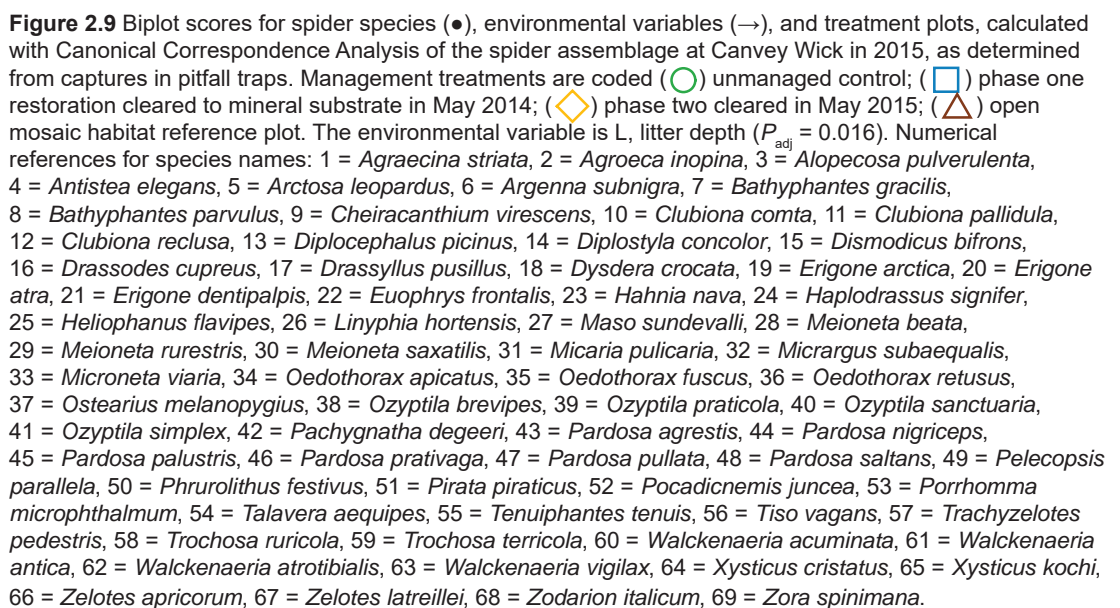 Figure 2.9 Biplot scores for spider species (●), environmental variables (→), and treatment plots, calculated
with Canonical Correspondence Analysis of the spider assemblage at Canvey Wick in 2015, as determined
from captures in pitfall traps. Management treatments are coded (○) unmanaged control; (□) phase one
restoration cleared to mineral substrate in May 2014; (◇) phase two cleared in May 2015; (△) open
mosaic habitat reference plot. The environmental variable is L, litter depth (P adj = 0.016). Numerical
references for species names: 1 = Agraecina striata, 2 = Agroeca inopina, 3 = Alopecosa pulverulenta,
4 = Antistea elegans, 5 = Arctosa leopardus, 6 = Argenna subnigra, 7 = Bathyphantes gracilis,
8 = Bathyphantes parvulus, 9 = Cheiracanthium virescens, 10 = Clubiona comta, 11 = Clubiona pallidula,
12 = Clubiona reclusa, 13 = Diplocephalus picinus, 14 = Diplostyla concolor, 15 = Dismodicus bifrons,
16 = Drassodes cupreus, 17 = Drassyllus pusillus, 18 = Dysdera crocata, 19 = Erigone arctica, 20 = Erigone
atra, 21 = Erigone dentipalpis, 22 = Euophrys frontalis, 23 = Hahnia nava, 24 = Haplodrassus signifer,
25 = Heliophanus flavipes, 26 = Linyphia hortensis, 27 = Maso sundevalli, 28 = Meioneta beata,
29 = Meioneta rurestris, 30 = Meioneta saxatilis, 31 = Micaria pulicaria, 32 = Micrargus subaequalis,
33 = Microneta viaria, 34 = Oedothorax apicatus, 35 = Oedothorax fuscus, 36 = Oedothorax retusus,
37 = Ostearius melanopygius, 38 = Ozyptila brevipes, 39 = Ozyptila praticola, 40 = Ozyptila sanctuaria,
41 = Ozyptila simplex, 42 = Pachygnatha degeeri, 43 = Pardosa agrestis, 44 = Pardosa nigriceps,
45 = Pardosa palustris, 46 = Pardosa prativaga, 47 = Pardosa pullata, 48 = Pardosa saltans, 49 = Pelecopsis
parallela, 50 = Phrurolithus festivus, 51 = Pirata piraticus, 52 = Pocadicnemis juncea, 53 = Porrhomma
microphthalmum, 54 = Talavera aequipes, 55 = Tenuiphantes tenuis, 56 = Tiso vagans, 57 = Trachyzelotes
pedestris, 58 = Trochosa ruricola, 59 = Trochosa terricola, 60 = Walckenaeria acuminata, 61 = Walckenaeria
antica, 62 = Walckenaeria atrotibialis, 63 = Walckenaeria vigilax, 64 = Xysticus cristatus, 65 = Xysticus kochi,
66 = Zelotes apricorum, 67 = Zelotes latreillei, 68 = Zodarion italicum, 69 = Zora spinimana.